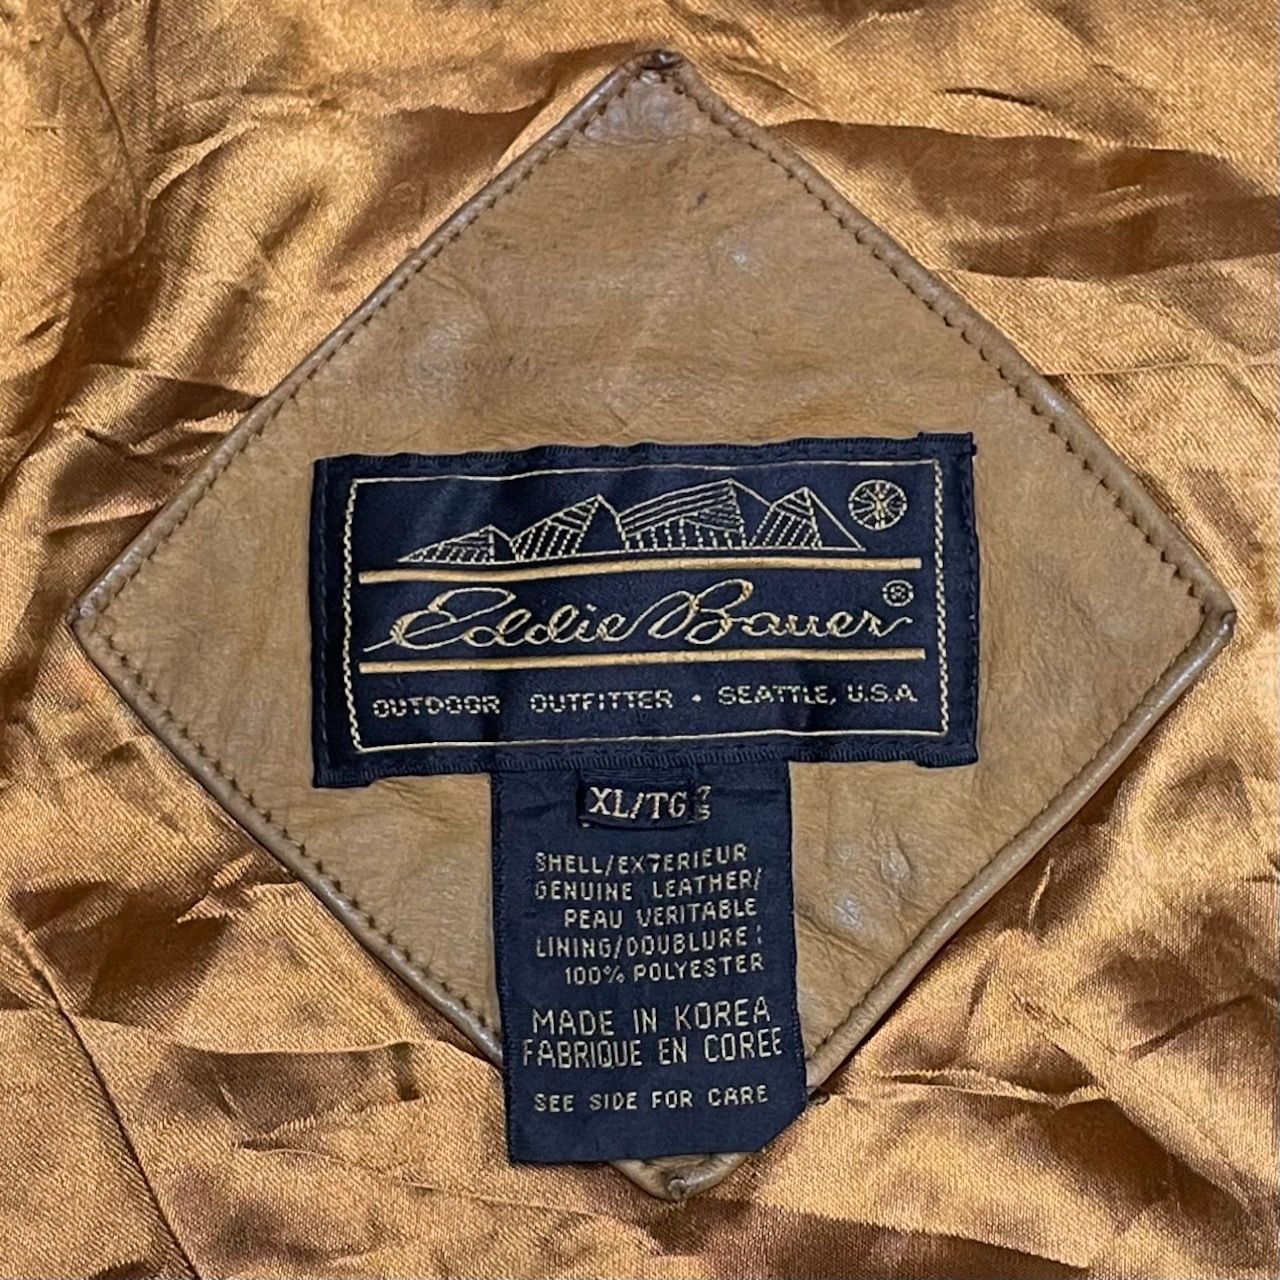 Eddie Bauer®
OUTDOOR OUTFITTER • SEATTLE, U.S.A.
XL/TG
SHELL/EXTERIEUR
GENUINE LEATHER/
PEAU VERITABLE
LINING/DOUBLURE:
100% POLYESTER
MADE IN KOREA
FABRIQUE EN COREE
SEE SIDE FOR CARE